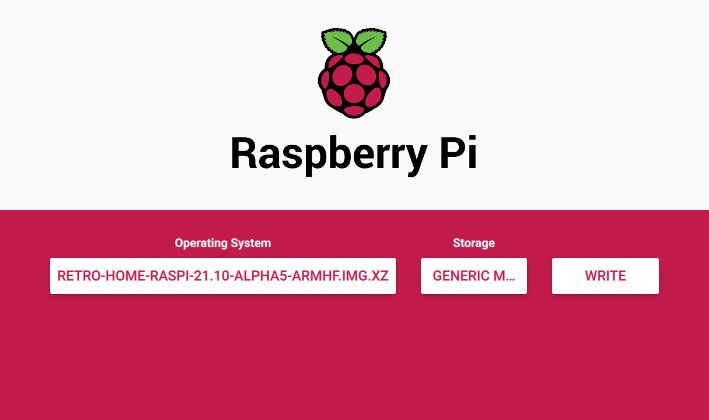 Raspberry Pi
Operating System
Storage
RETRO-HOME-RASPI-21.10-ALPHA5-ARMHF.IMG.XZ
GENERIC M...
WRITE